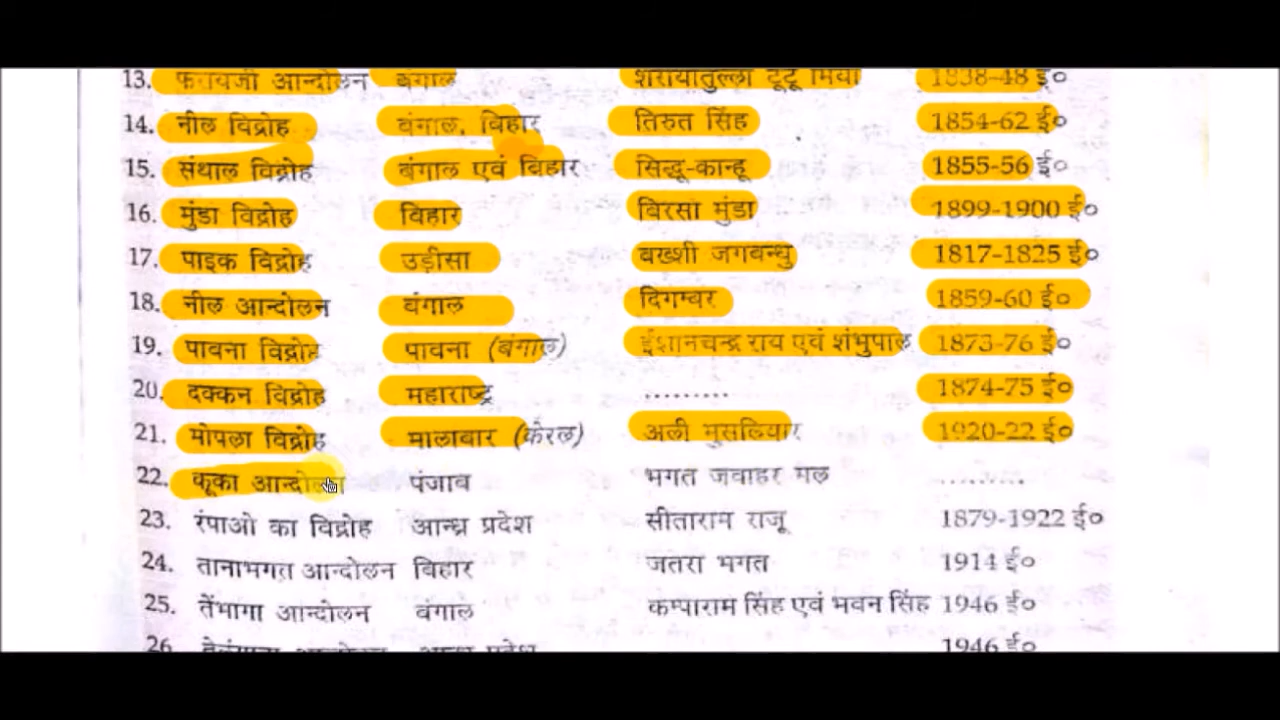 13. फरायजी आन्दोलन बंगाल शरीयातुल्ला टूटू मियां 1838-48 ई०
14. नील विद्रोह बंगाल, बिहार तिरुत सिंह 1854-62 ई०
15. संथाल विद्रोह बंगाल एवं बिहार सिद्धू-कान्हू 1855-56 ई०
16. मुंडा विद्रोह बिहार बिरसा मुंडा 1899-1900 ई०
17. पाइक विद्रोह उड़ीसा बख्शी जगबन्धु 1817-1825 ई०
18. नील आन्दोलन बंगाल दिगम्बर 1859-60 ई०
19. पावना विद्रोह पावना (बंगाल) ईशानचन्द्र राय एवं शंभुपाल 1873-76 ई०
20. दक्कन विद्रोह महाराष्ट्र ......... 1874-75 ई०
21. मोपला विद्रोह मालाबार (केरल) अली मुसलियार 1920-22 ई०
22. कूका आन्दोलन पंजाब भगत जवाहर मल .........
23. रंपाओ का विद्रोह आन्ध्र प्रदेश सीताराम राजू 1879-1922 ई०
24. तानाभगत आन्दोलन बिहार जतरा भगत 1914 ई०
25. तेंभागा आन्दोलन बंगाल कम्पाराम सिंह एवं भवन सिंह 1946 ई०
26 1946 ई०